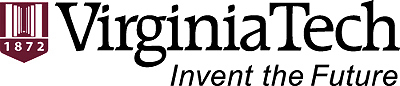 1872
VirginiaTech
Invent the Future